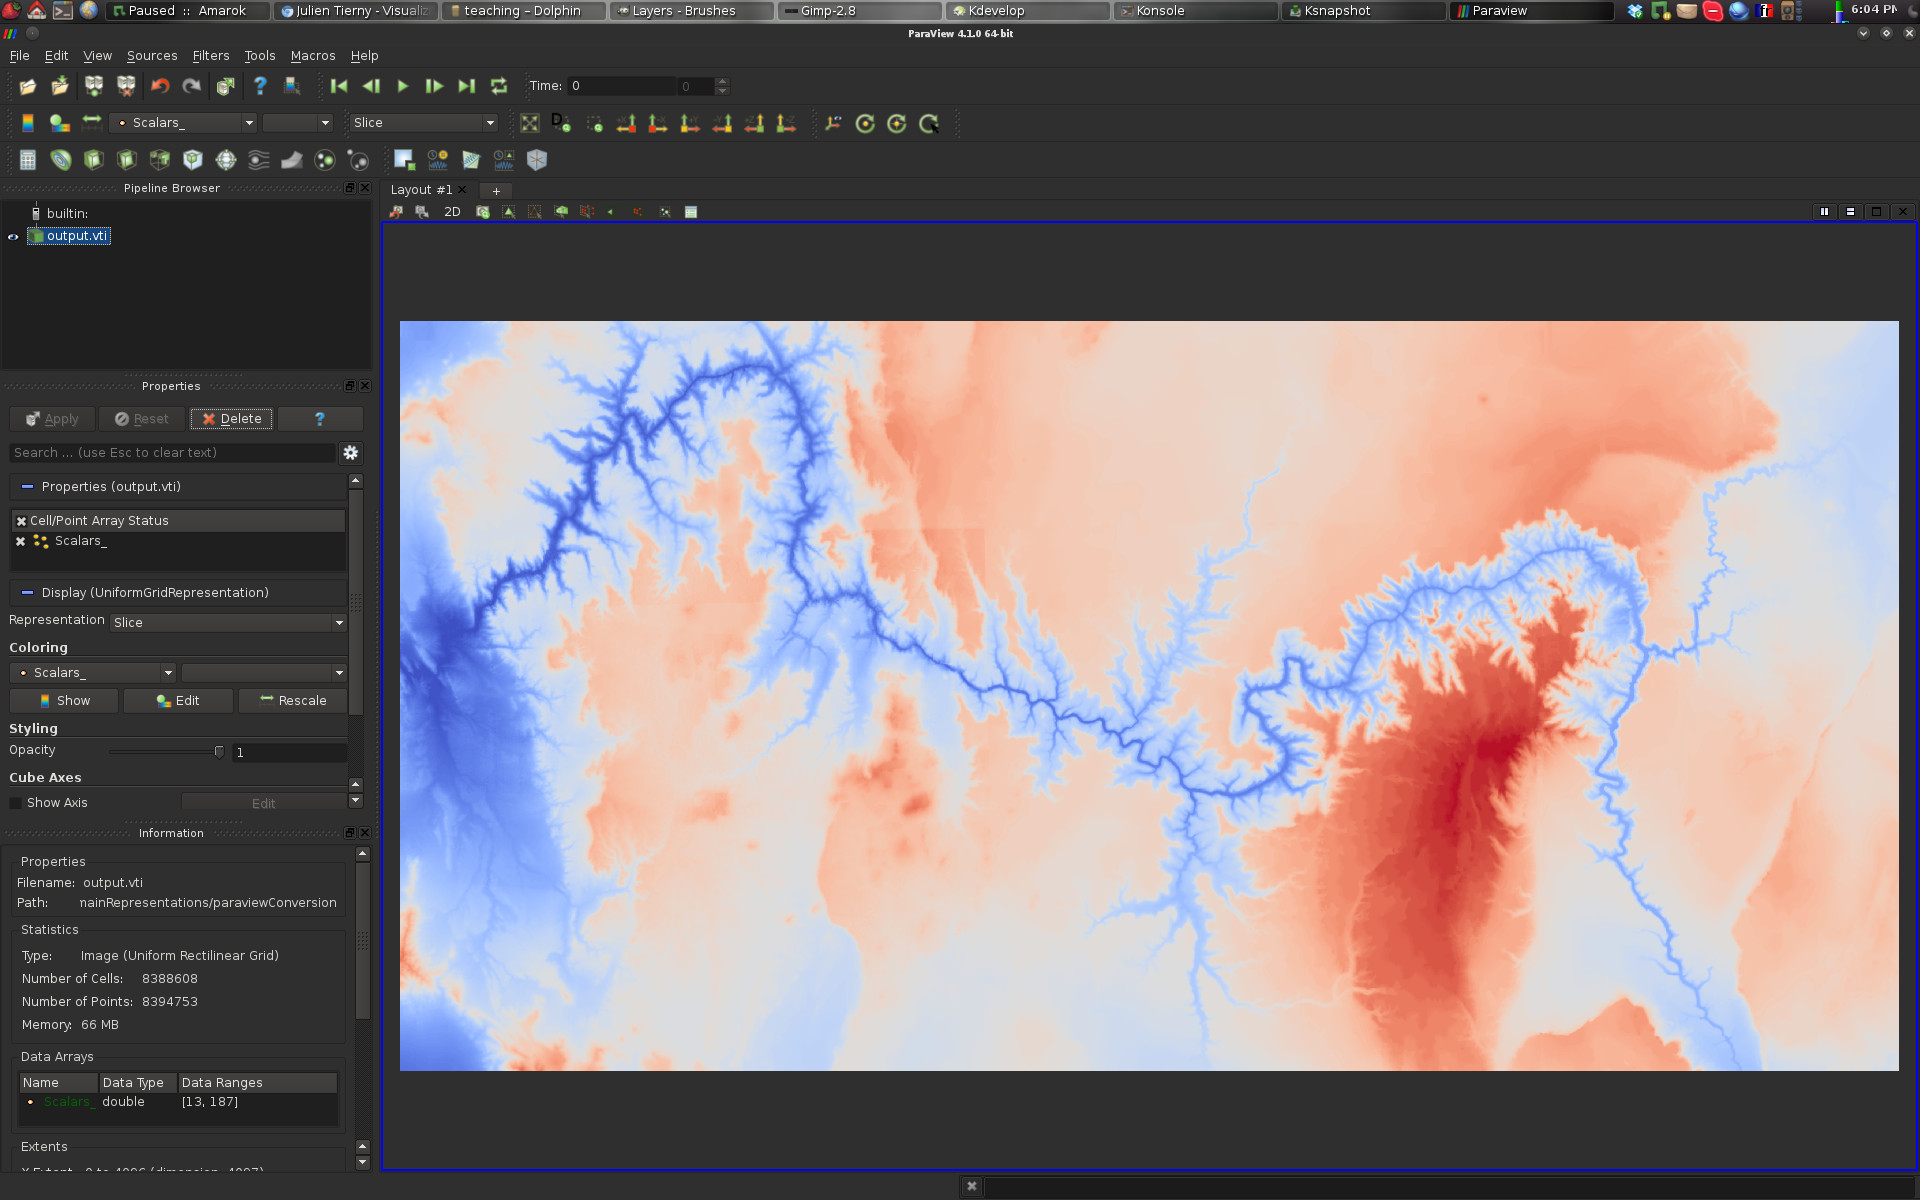 Paused :: Amarok
Julien Tierny - Visualiz
teaching – Dolphin
Layers - Brushes
Gimp-2.8
Kdevelop
Konsole
Ksnapshot
Paraview
6:04 PM
ParaView 4.1.0 64-bit
File Edit View Sources Filters Tools Macros Help
Time: 0 0
Scalars_ Slice
Pipeline Browser
Layout #1
builtin:
2D
output.vti
Properties
Apply Reset Delete ?
Search ... (use Esc to clear text)
Properties (output.vti)
Cell/Point Array Status
Scalars_
Display (UniformGridRepresentation)
Representation Slice
Coloring
Scalars_
Show Edit Rescale
Styling
Opacity 1
Cube Axes
Show Axis Edit
Information
Properties
Filename: output.vti
Path: nainRepresentations/paraviewConversion
Statistics
Type: Image (Uniform Rectilinear Grid)
Number of Cells: 8388608
Number of Points: 8394753
Memory: 66 MB
Data Arrays
Name Data Type Data Ranges
Scalars_ double [13, 187]
Extents
X Extent 0 to 4096 (dimension 4097)